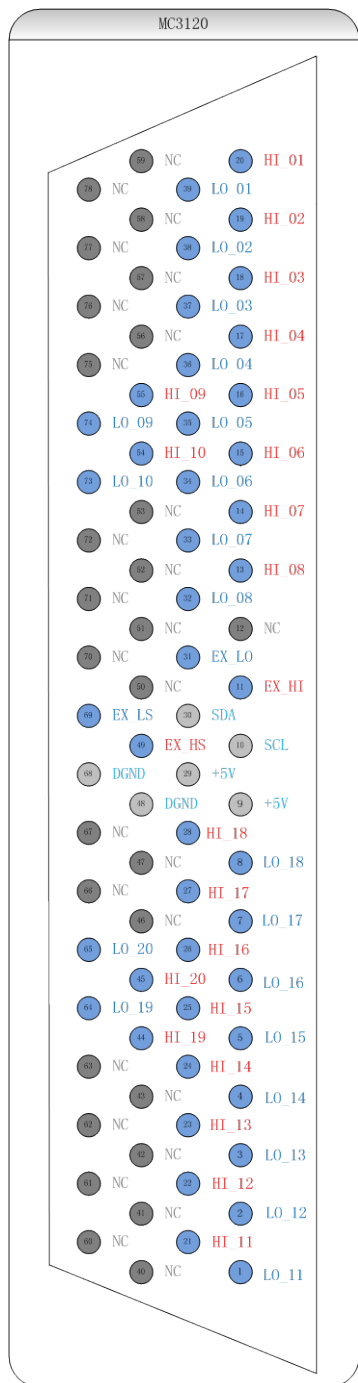 MC3120
59 NC 20 HI_01
78 NC 39 LO_01
58 NC 19 HI_02
77 NC 38 LO_02
57 NC 18 HI_03
76 NC 37 LO_03
56 NC 17 HI_04
75 NC 36 LO_04
55 HI_09 16 HI_05
74 LO_09 35 LO_05
54 HI_10 15 HI_06
73 LO_10 34 LO_06
53 NC 14 HI_07
72 NC 33 LO_07
52 NC 13 HI_08
71 NC 32 LO_08
51 NC 12 NC
70 NC 31 EX_LO
50 NC 11 EX_HI
69 EX_LS 30 SDA
49 EX_HS 10 SCL
68 DGND 29 +5V
48 DGND 9 +5V
67 NC 28 HI_18
47 NC 8 LO_18
66 NC 27 HI_17
46 NC 7 LO_17
65 LO_20 26 HI_16
45 HI_20 6 LO_16
64 LO_19 25 HI_15
44 HI_19 5 LO_15
63 NC 24 HI_14
43 NC 4 LO_14
62 NC 23 HI_13
42 NC 3 LO_13
61 NC 22 HI_12
41 NC 2 LO_12
60 NC 21 HI_11
40 NC 1 LO_11